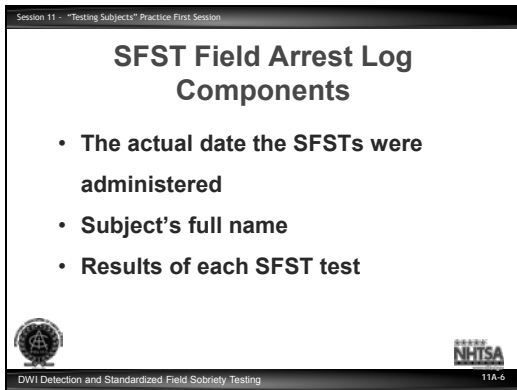 Session 11 - "Testing Subjects" Practice First Session
SFST Field Arrest Log
Components
• The actual date the SFSTs were
administered
• Subject's full name
• Results of each SFST test
NHTSA
DWI Detection and Standardized Field Sobriety Testing
11A-6